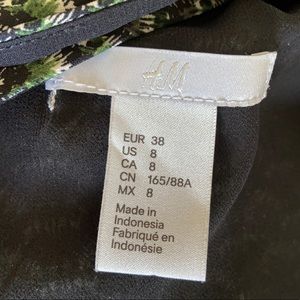 H&M
EUR 38
US 8
CA 8
CN 165/88A
MX 8
Made in
Indonesia
Fabriqué en
Indonésie